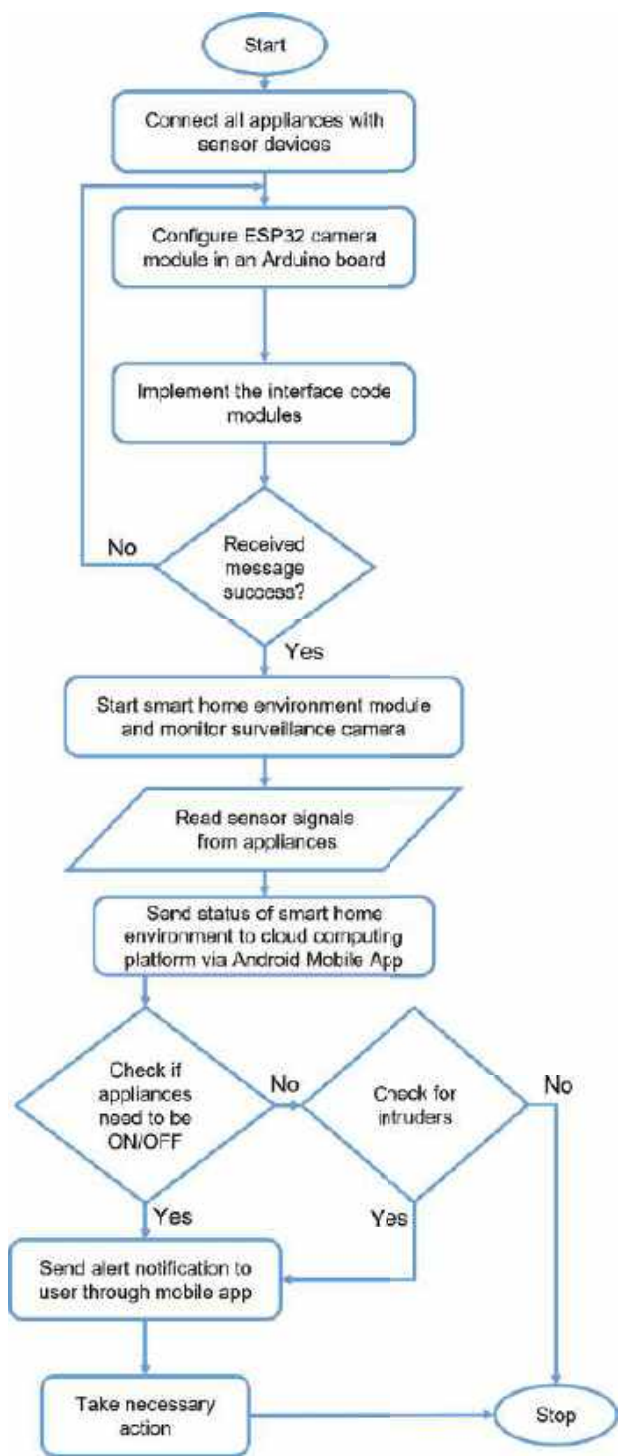 Start
Connect all appliances with
sensor devices
Configure ESP32 camera
module in an Arduino board
Implement the interface code
modules
Received
message
success?
No
Yes
Start smart home environment module
and monitor surveillance camera
Read sensor signals
from appliances
Send status of smart home
environment to cloud computing
platform via Android Mobile App
Check if
appliances
need to be
ON/OFF
No
Check for
intruders
No
Yes
Yes
Send alert notification to
user through mobile app
Take necessary
action
Stop